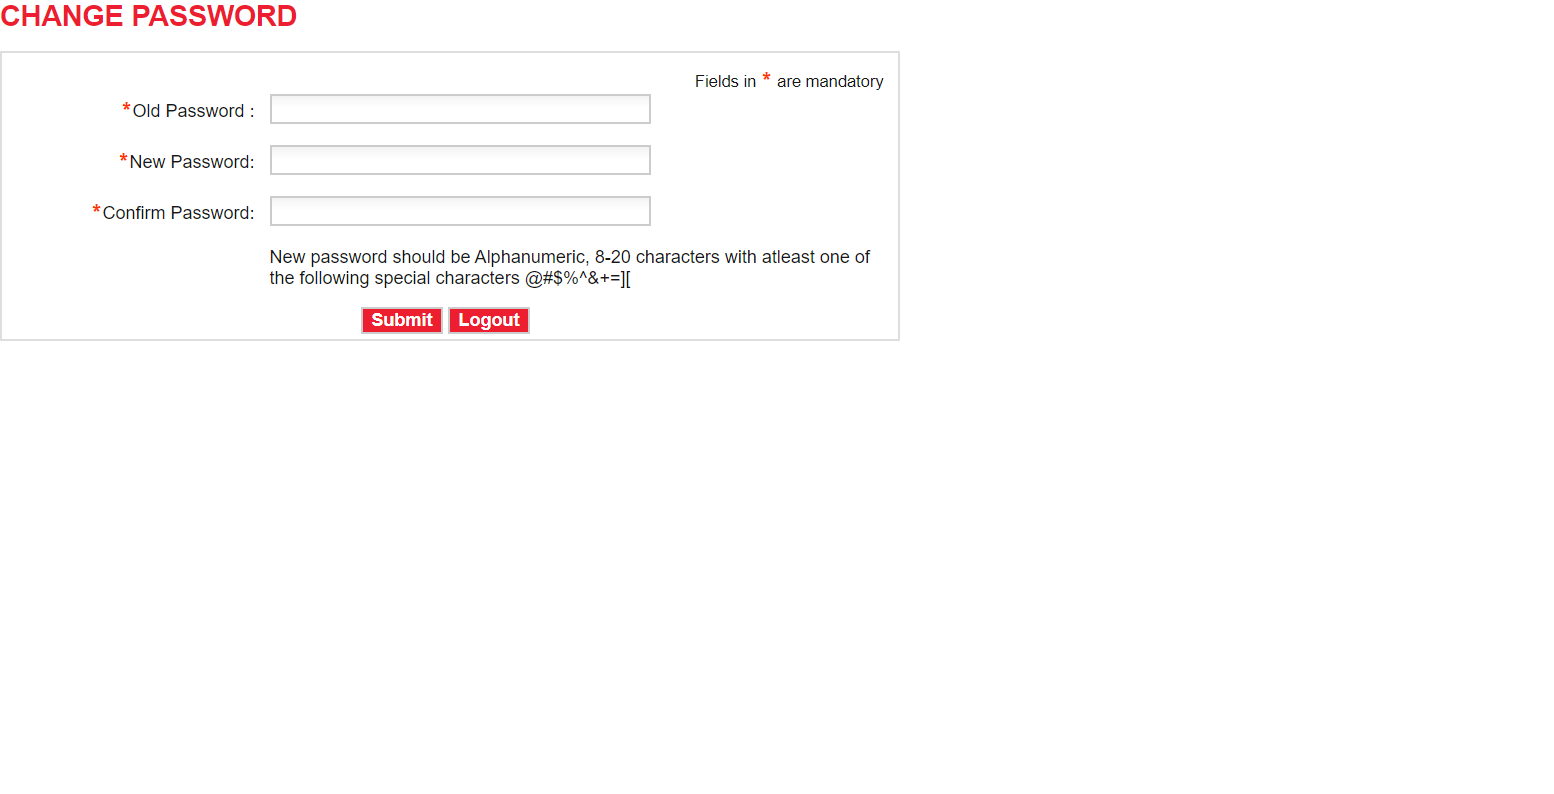 CHANGE PASSWORD
Fields in * are mandatory
*Old Password :
*New Password:
*Confirm Password:
New password should be Alphanumeric, 8-20 characters with atleast one of
the following special characters @#$%^&+=][
Submit Logout